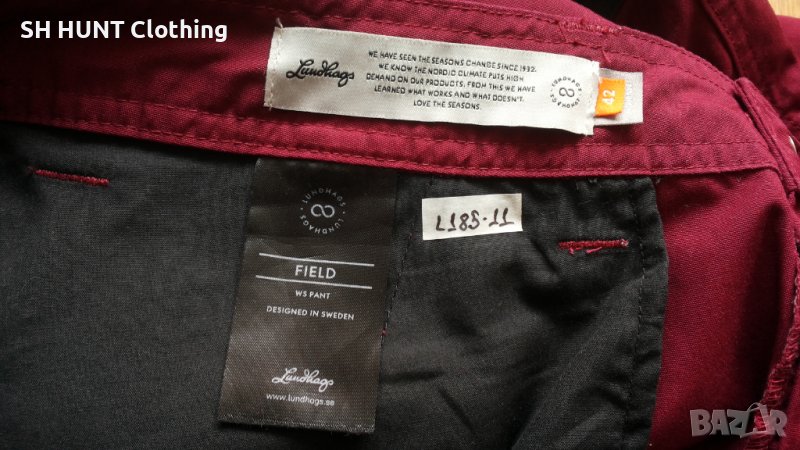 SH HUNT Clothing
Lundhags
WE HAVE SEEN THE SEASONS CHANGE SINCE 1932.
WE KNOW THE NORDIC CLIMATE PUTS HIGH
DEMAND ON OUR PRODUCTS. FROM THIS WE HAVE
LEARNED WHAT WORKS AND WHAT DOESN'T.
LOVE THE SEASONS.
LUNDHAGS · LUNDHAGS ·
42
LUNDHAGS · LUNDHAGS ·
FIELD
WS PANT
DESIGNED IN SWEDEN
Lundhags
www.lundhags.se
L185-11
BAZAR